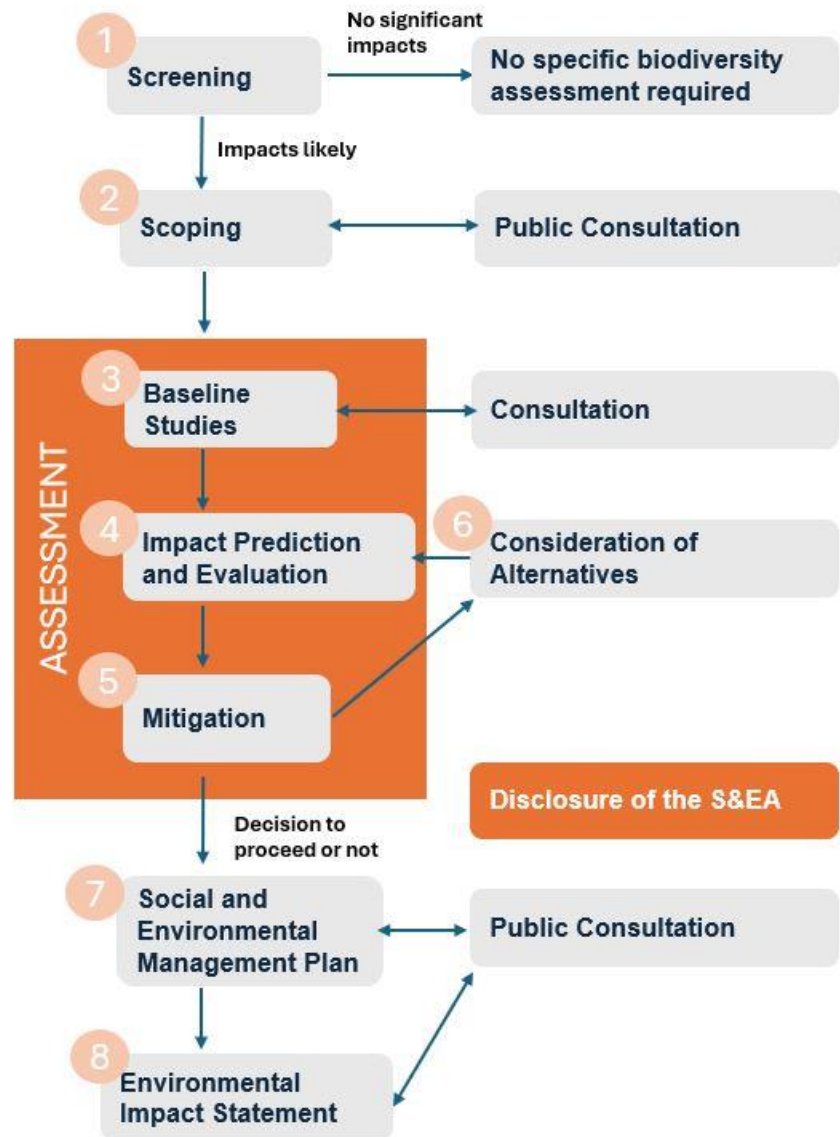 1
Screening
No significant
impacts
No specific biodiversity
assessment required
Impacts likely
2
Scoping
Public Consultation
ASSESSMENT
3
Baseline
Studies
Consultation
4
Impact Prediction
and Evaluation
6
Consideration of
Alternatives
5
Mitigation
Disclosure of the S&EA
Decision to
proceed or not
7
Social and
Environmental
Management Plan
Public Consultation
8
Environmental
Impact Statement